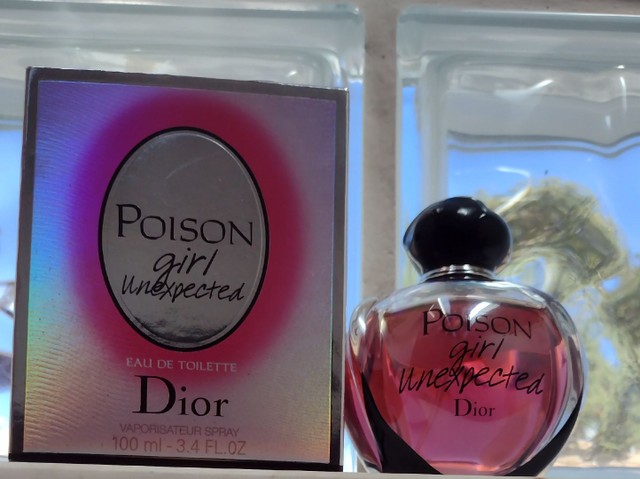 POISON
girl
Unexpected
EAU DE TOILETTE
Dior
VAPORISATEUR SPRAY
100 ml - 3.4 FL.OZ
POISON
girl
Unexpected
Dior